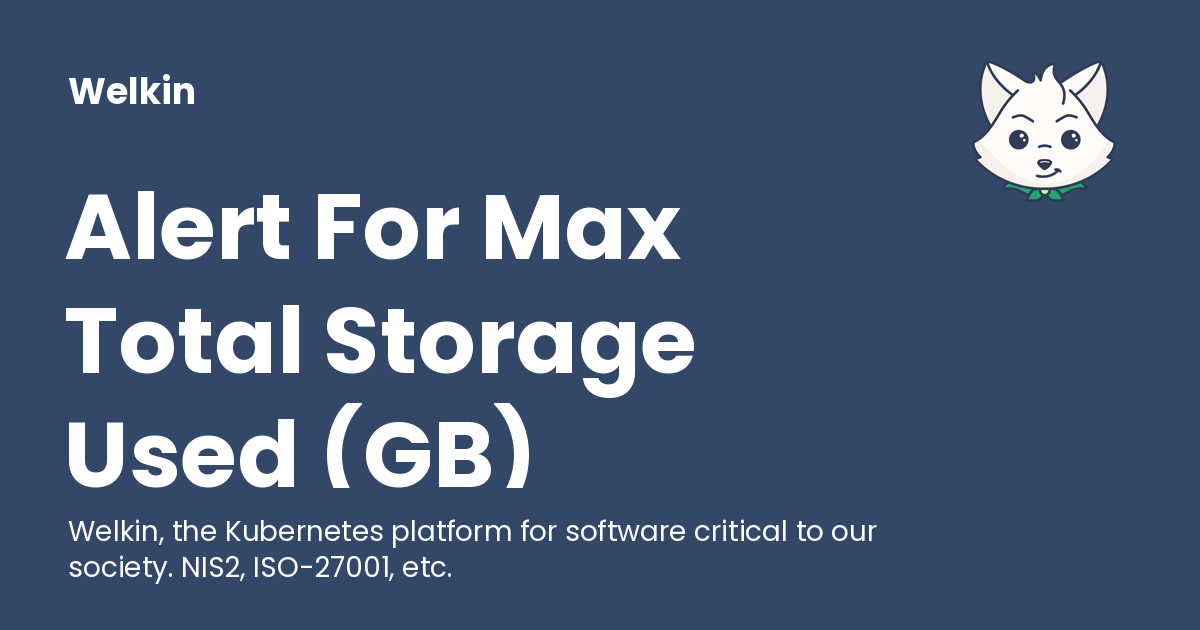 Welkin
Alert For Max
Total Storage
Used (GB)
Welkin, the Kubernetes platform for software critical to our
society. NIS2, ISO-27001, etc.